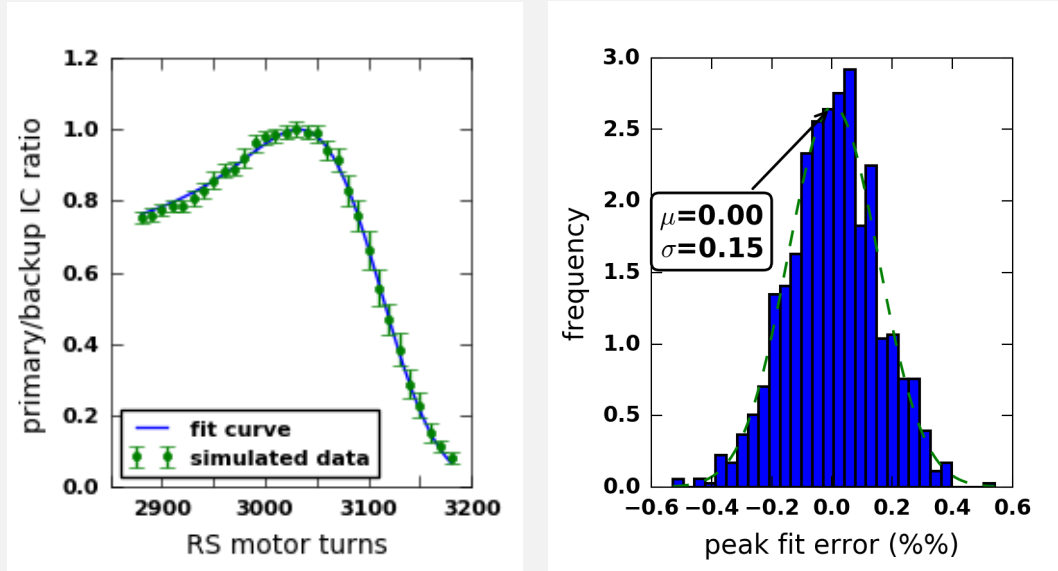 1.2
1.0
0.8
0.6
0.4
0.2
0.0
primary/backup IC ratio
fit curve
simulated data
2900 3000 3100 3200
RS motor turns
3.0
2.5
2.0
1.5
1.0
0.5
0.0
frequency
μ=0.00
σ=0.15
−0.6 −0.4 −0.2 0.0 0.2 0.4 0.6
peak fit error (%%)